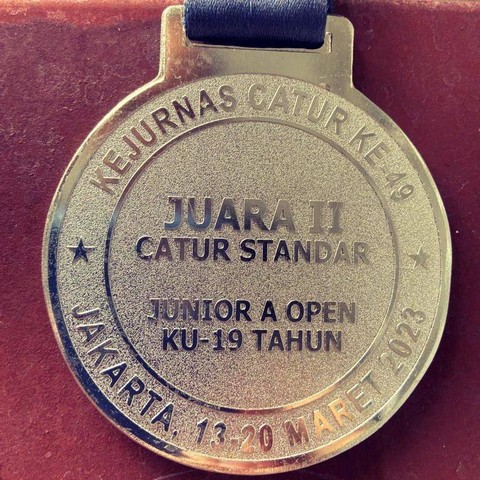 KEJURNAS CATUR KE-49
JUARA II
CATUR STANDAR
JUNIOR A OPEN
KU-19 TAHUN
JAKARTA, 13-20 MARET 2023